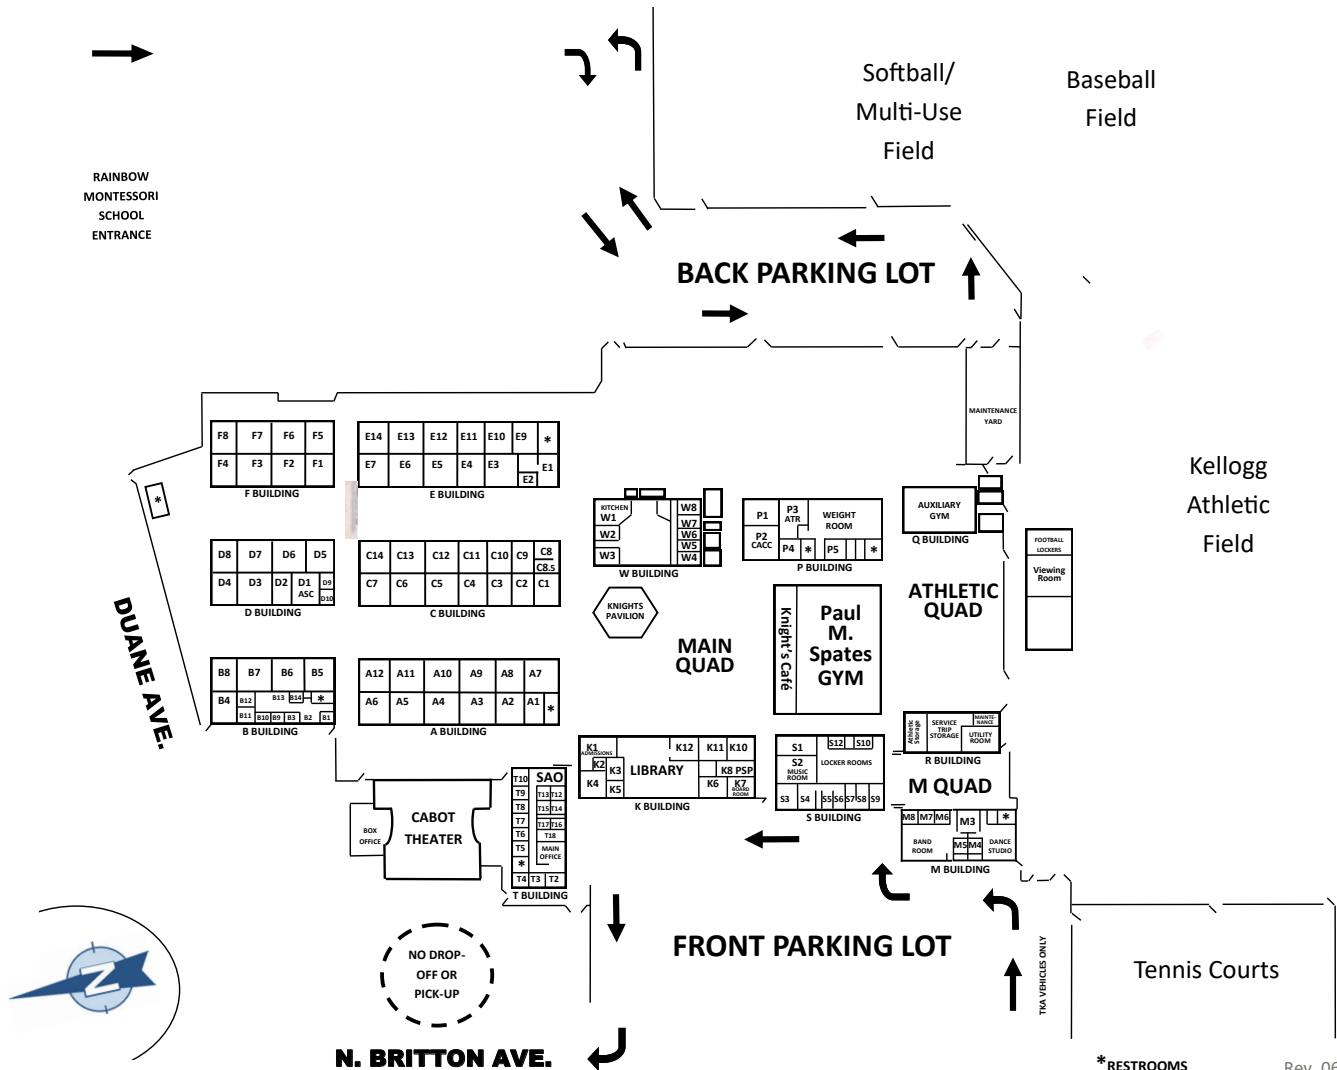 Softball/
Multi-Use
Field
Baseball
Field
RAINBOW
MONTESSORI
SCHOOL
ENTRANCE
BACK PARKING LOT
MAINTENANCE
YARD
F8 F7 F6 F5
F4 F3 F2 F1
F BUILDING
E14 E13 E12 E11 E10 E9 *
E7 E6 E5 E4 E3 E2 E1
E BUILDING
*
Kellogg
Athletic
Field
KITCHEN
W1 W8
W7
W2 W6
W5
W3 W4
W BUILDING
P1 P3
ATR
WEIGHT
ROOM
P2
CACC
P4 * P5 *
P BUILDING
AUXILIARY
GYM
Q BUILDING
FOOTBALL
LOCKERS
Viewing
Room
D8 D7 D6 D5
D4 D3 D2 D1
ASC
D9
D10
D BUILDING
C14 C13 C12 C11 C10 C9 C8
C8.5
C7 C6 C5 C4 C3 C2 C1
C BUILDING
KNIGHTS
PAVILION
MAIN
QUAD
Knight's Café
Paul
M.
Spates
GYM
ATHLETIC
QUAD
DUANE AVE.
B8 B7 B6 B5
B4 B12 B13 B14 *
B11 B10 B9 B3 B2 B1
B BUILDING
A12 A11 A10 A9 A8 A7
A6 A5 A4 A3 A2 A1 *
A BUILDING
K1
ADMISSIONS
K12 K11 K10
K2 K3
LIBRARY
K8 PSP
K4 K5 K6 K7
BOARD
ROOM
K BUILDING
S1 S12 S10
S2
MUSIC
ROOM
LOCKER ROOMS
S3 S4 S5 S6 S7 S8 S9
S BUILDING
Athletic
Storage
SERVICE
TRIP
STORAGE
MAINTE-
NANCE
UTILITY
ROOM
R BUILDING
M QUAD
M8 M7 M6 M3 *
BAND
ROOM
M5 M4
DANCE
STUDIO
M BUILDING
BOX
OFFICE
CABOT
THEATER
T10 SAO
T9 T13 T12
T8 T15 T14
T7 T17 T16
T6 T18
T5 MAIN
OFFICE
*
T4 T3 T2
T BUILDING
NO DROP-
OFF OR
PICK-UP
FRONT PARKING LOT
TKA VEHICLES ONLY
Tennis Courts
Z
N. BRITTON AVE.
*RESTROOMS
Rev. 06